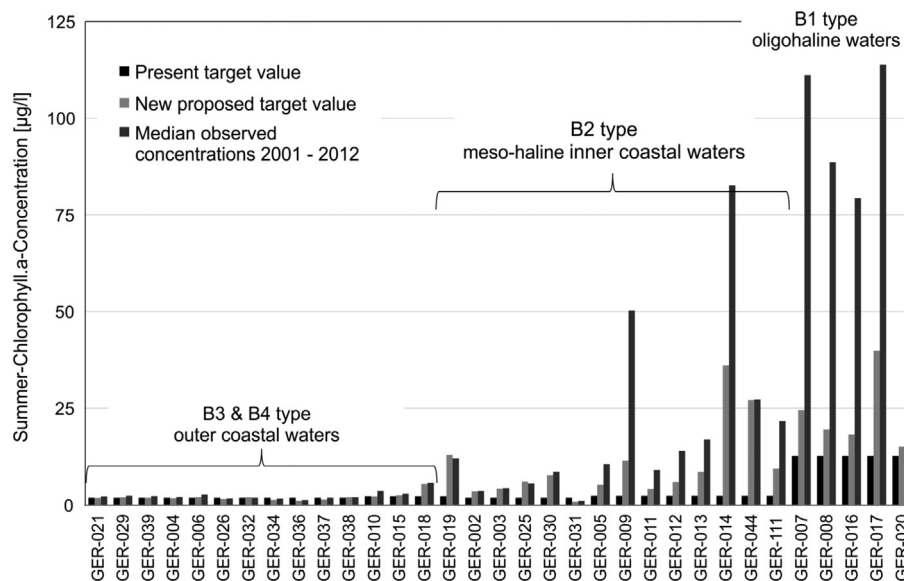 125
100
75
50
25
0
Summer-Chlorophyll.a-Concentration [µg/l]
Present target value
New proposed target value
Median observed
concentrations 2001 - 2012
B1 type
oligohaline waters
B2 type
meso-haline inner coastal waters
B3 & B4 type
outer coastal waters
GER-021
GER-029
GER-039
GER-004
GER-006
GER-026
GER-032
GER-034
GER-036
GER-037
GER-038
GER-010
GER-015
GER-018
GER-019
GER-002
GER-003
GER-025
GER-030
GER-031
GER-005
GER-009
GER-011
GER-012
GER-013
GER-014
GER-044
GER-111
GER-007
GER-008
GER-016
GER-017
GER-020